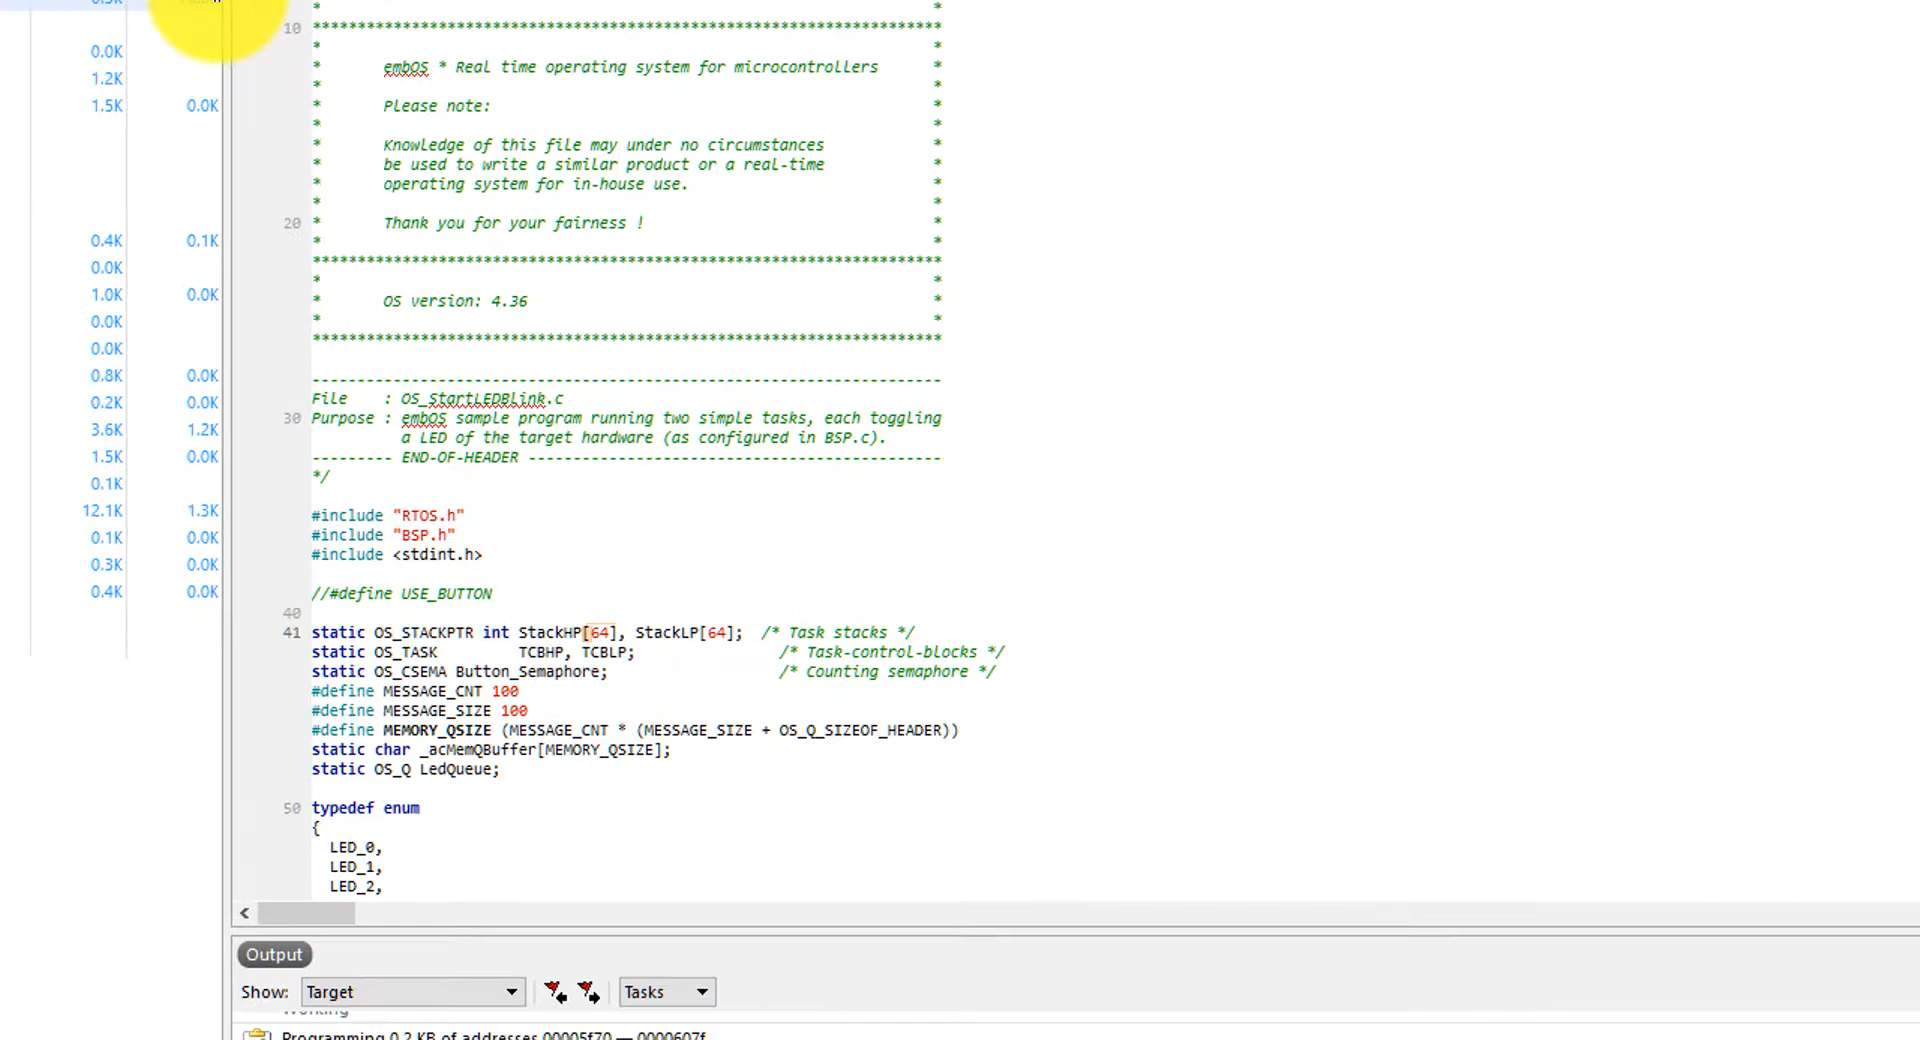 10 *******************************************************************************
* *
* embOS * Real time operating system for microcontrollers *
* *
* Please note: *
* *
* Knowledge of this file may under no circumstances *
* be used to write a similar product or a real-time *
* operating system for in-house use. *
* *
20 * Thank you for your fairness ! *
* *
**********************************************************************
* *
* OS version: 4.36 *
* *
**********************************************************************
----------------------------------------------------------------------
File : OS_StartLEDBlink.c
30 Purpose : embOS sample program running two simple tasks, each toggling
a LED of the target hardware (as configured in BSP.c).
--------- END-OF-HEADER ----------------------------------------------
*/
#include "RTOS.h"
#include "BSP.h"
#include <stdint.h>
//#define USE_BUTTON
40
41 static OS_STACKPTR int StackHP[64], StackLP[64]; /* Task stacks */
static OS_TASK TCBHP, TCBLP; /* Task-control-blocks */
static OS_CSEMA Button_Semaphore; /* Counting semaphore */
#define MESSAGE_CNT 100
#define MESSAGE_SIZE 100
#define MEMORY_QSIZE (MESSAGE_CNT * (MESSAGE_SIZE + OS_Q_SIZEOF_HEADER))
static char _acMemQBuffer[MEMORY_QSIZE];
static OS_Q LedQueue;
50 typedef enum
{
LED_0,
LED_1,
LED_2,
0.0K
1.2K
1.5K 0.0K
0.4K 0.1K
0.0K
1.0K 0.0K
0.0K
0.0K
0.8K 0.0K
0.2K 0.0K
3.6K 1.2K
1.5K 0.0K
0.1K
12.1K 1.3K
0.1K 0.0K
0.3K 0.0K
0.4K 0.0K
Output
Show: Target Tasks
Working
Programming 0.2 KB of addresses 00005f70 — 0000607f